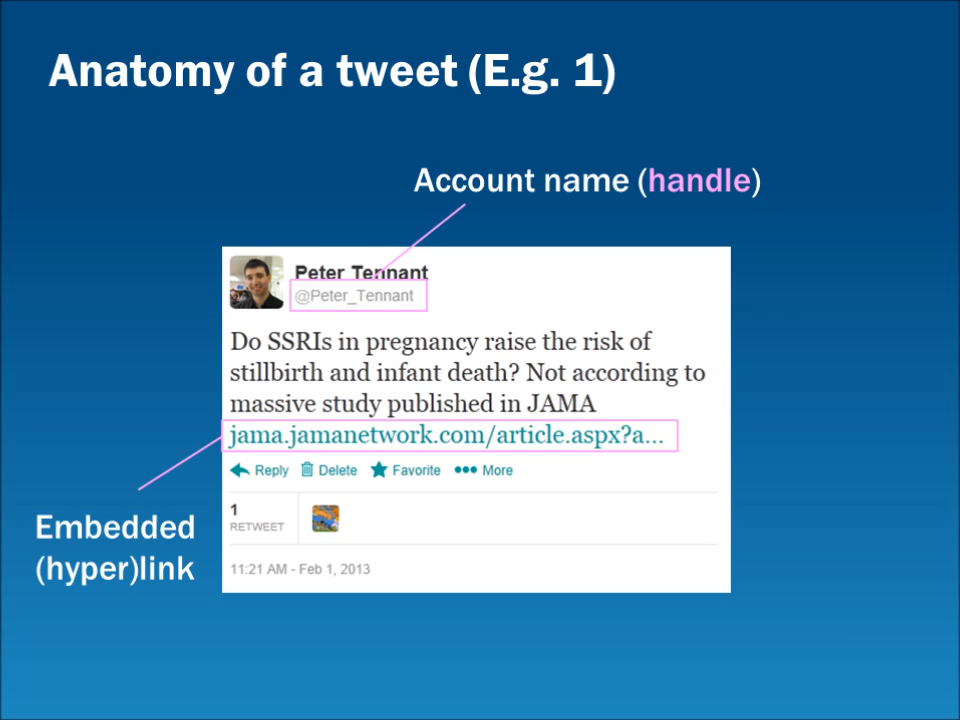 Anatomy of a tweet (E.g. 1)
Account name (handle)
Peter Tennant
@Peter_Tennant
Do SSRIs in pregnancy raise the risk of
stillbirth and infant death? Not according to
massive study published in JAMA
jama.jamanetwork.com/article.aspx?a...
Reply Delete Favorite More
Embedded
(hyper)link
1
RETWEET
11:21 AM - Feb 1, 2013